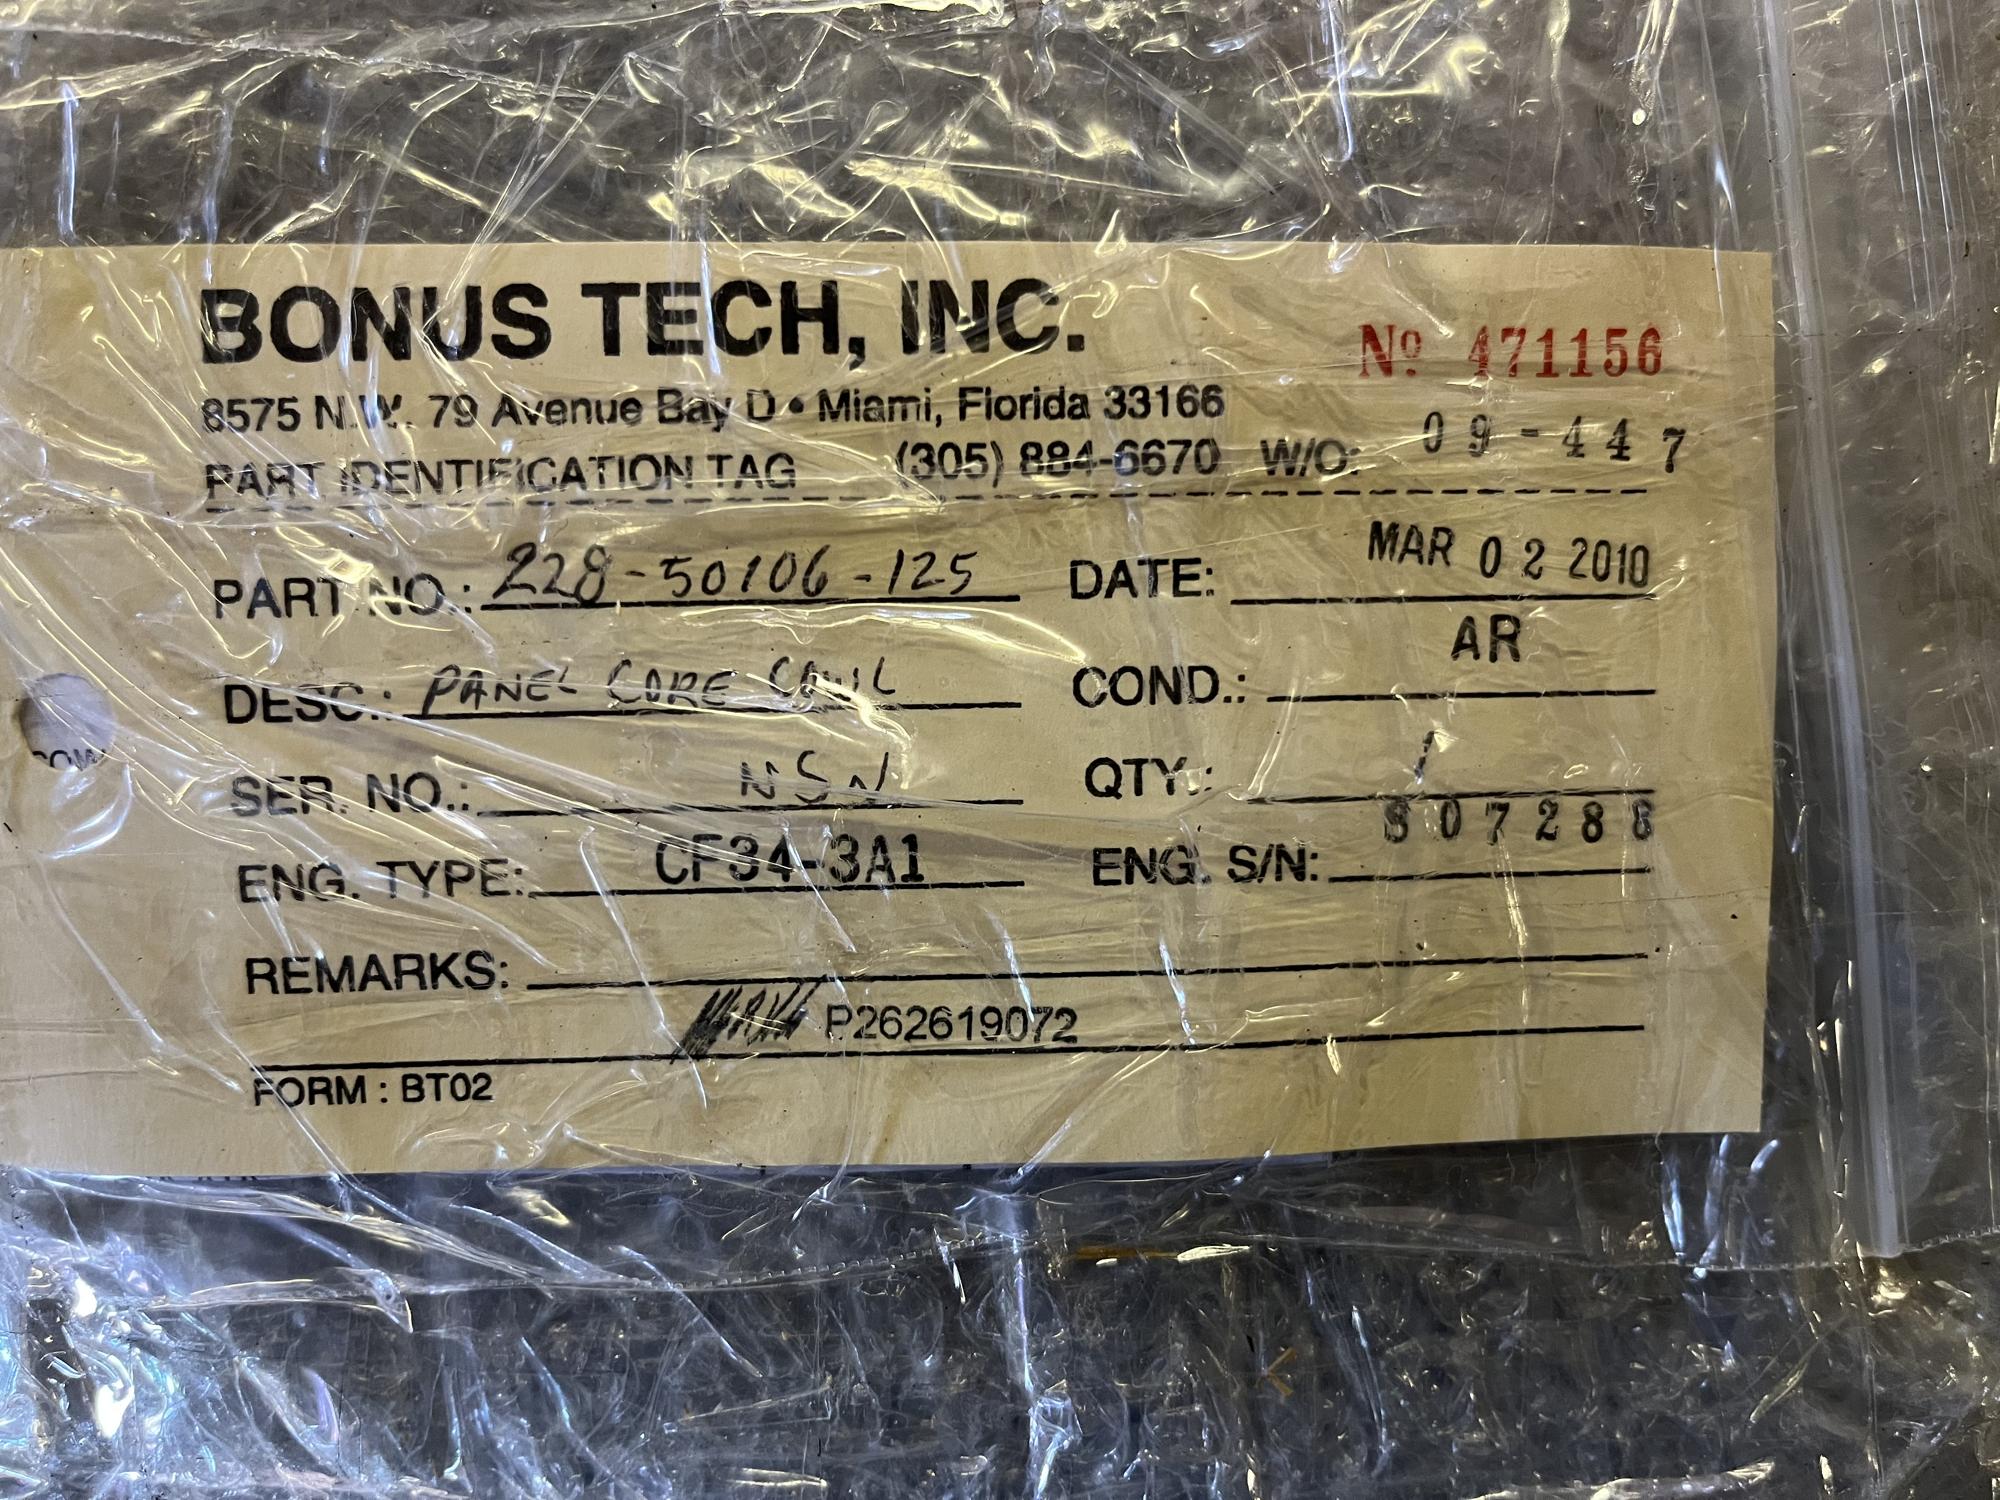 BONUS TECH, INC.
Nº 471156
8575 N.W. 79 Avenue Bay D • Miami, Florida 33166
PART IDENTIFICATION TAG (305) 884-6670 W/O: 09-447
PART NO.: 228-50106-125 DATE: MAR 02 2010
DESC.: PANEL CORE COWL COND.: AR
SER. NO.: NSN QTY.: 1
ENG. TYPE: CF34-3A1 ENG. S/N:
REMARKS:
P262619072
FORM : BT02